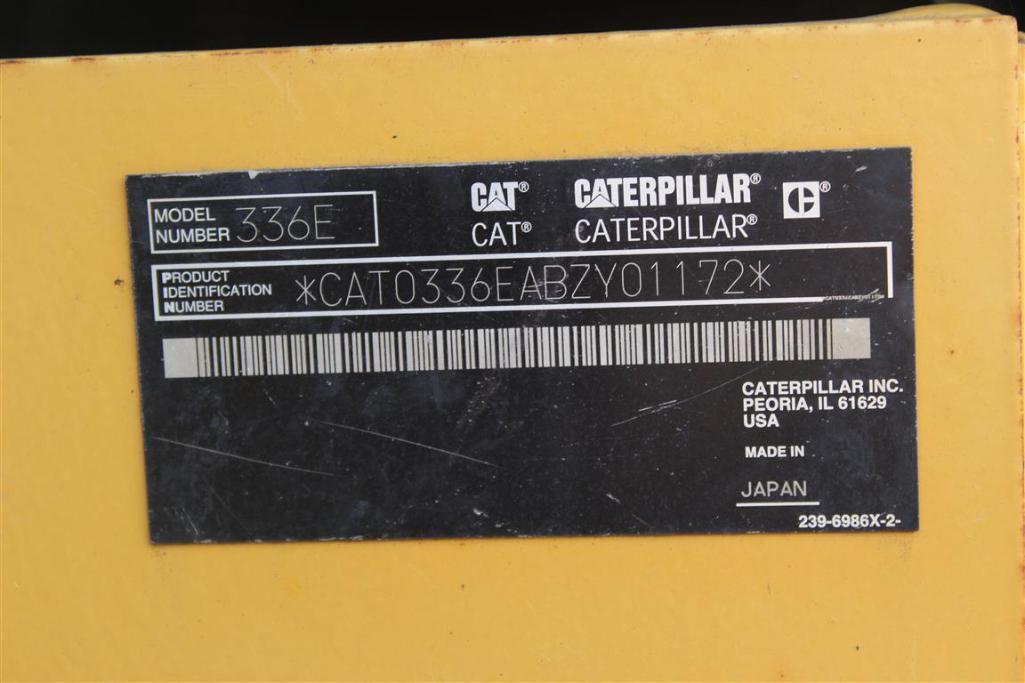 MODEL
NUMBER 336E
CAT® CATERPILLAR® C®
CAT® CATERPILLAR®
PRODUCT
IDENTIFICATION
NUMBER *CAT0336EABZY01172*
CATERPILLAR INC.
PEORIA, IL 61629
USA
MADE IN
JAPAN
239-6986X-2-